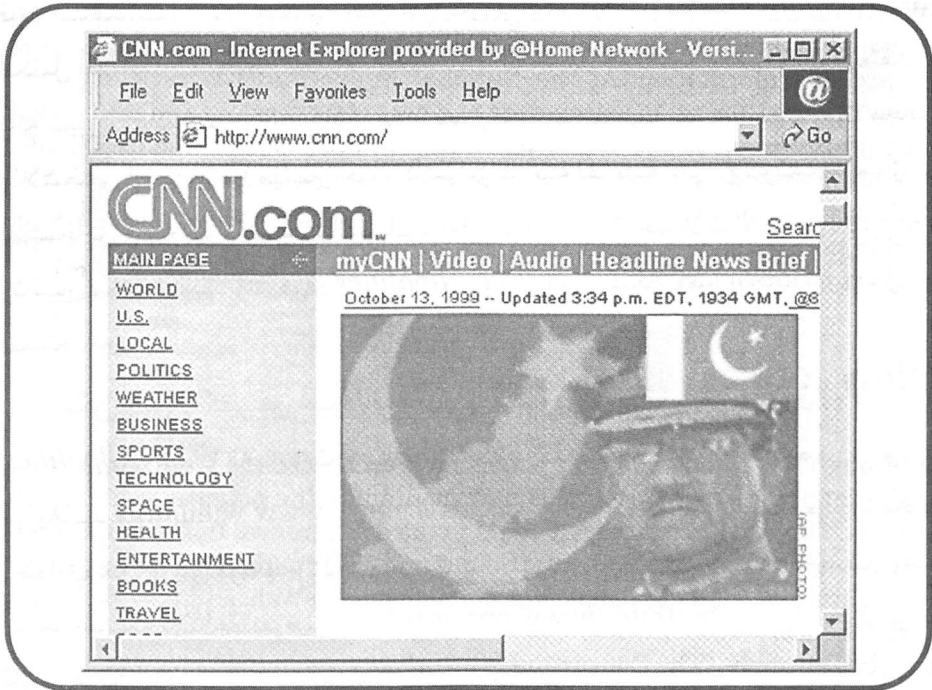 CNN.com - Internet Explorer provided by @Home Network - Versi...
File Edit View Favorites Tools Help
Address http://www.cnn.com/ Go
CNN.com
Searc
MAIN PAGE myCNN | Video | Audio | Headline News Brief |
WORLD
October 13, 1999 -- Updated 3:34 p.m. EDT, 1934 GMT, @8
U.S.
LOCAL
POLITICS
WEATHER
BUSINESS
SPORTS
TECHNOLOGY
SPACE
HEALTH
ENTERTAINMENT
BOOKS
TRAVEL
(AP PHOTO)